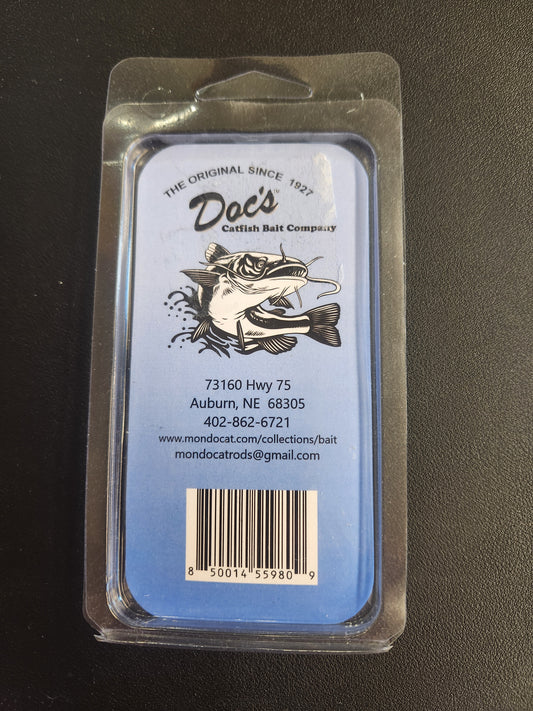 THE ORIGINAL SINCE 1927
Doc's™
Catfish Bait Company
73160 Hwy 75
Auburn, NE 68305
402-862-6721
www.mondocat.com/collections/bait
mondocatrods@gmail.com
8 50014 55980 9